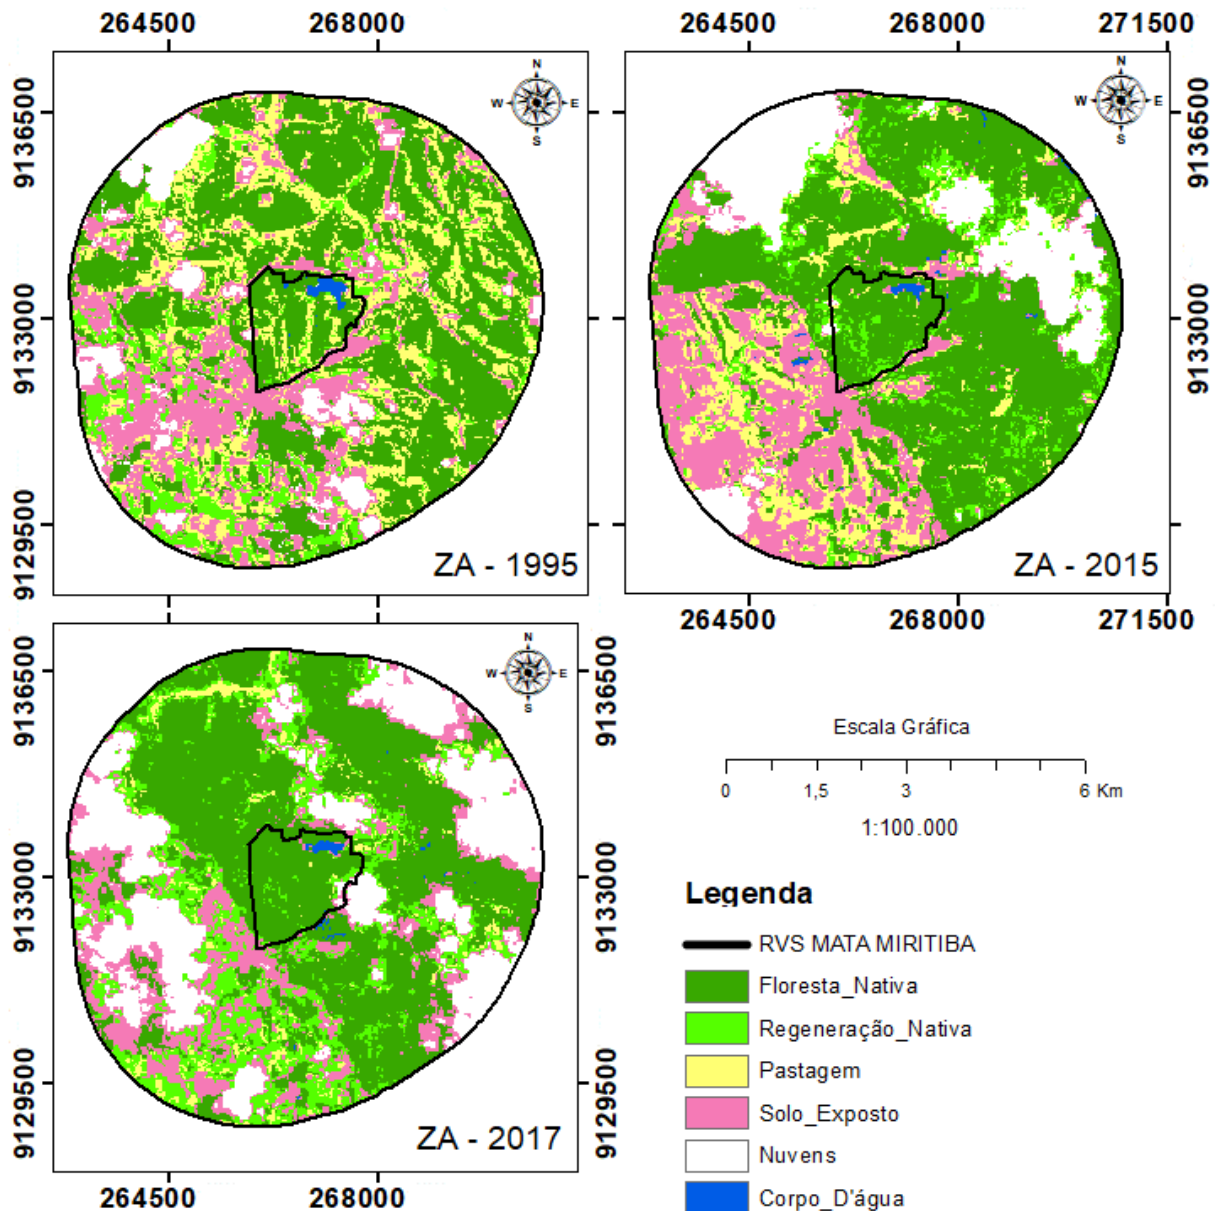 264500 268000
264500 268000 271500
9136500
9133000
9129500
N
W E
S
ZA - 1995
N
W E
S
ZA - 2015
9136500
9133000
264500 268000 271500
9136500
9133000
9129500
N
W E
S
ZA - 2017
9136500
9133000
9129500
264500 268000
Escala Gráfica
0 1,5 3 6 Km
1:100.000
Legenda
RVS MATA MIRITIBA
Floresta_Nativa
Regeneração_Nativa
Pastagem
Solo_Exposto
Nuvens
Corpo_D'água